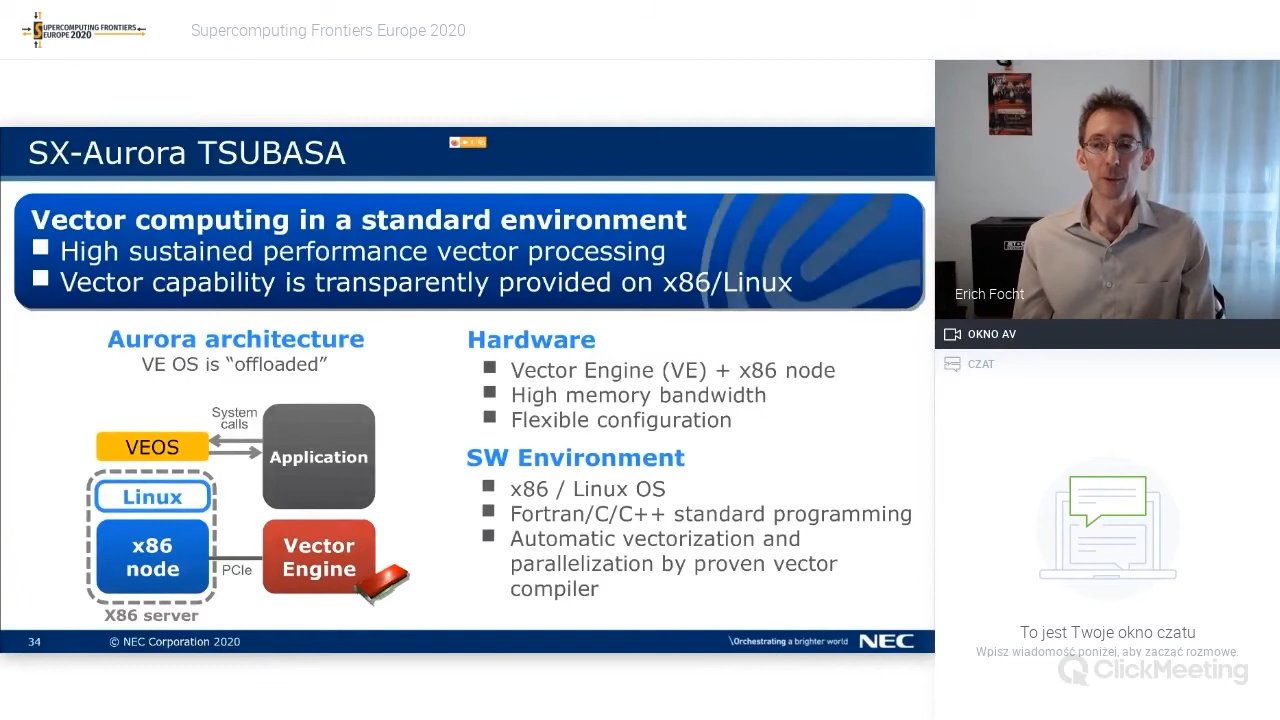 SUPERCOMPUTING FRONTIERS
EUROPE 2020
Supercomputing Frontiers Europe 2020
SX-Aurora TSUBASA
Vector computing in a standard environment
High sustained performance vector processing
Vector capability is transparently provided on x86/Linux
Aurora architecture
VE OS is “offloaded”
System
calls
VEOS
Application
Linux
x86
node
PCIe
Vector
Engine
X86 server
Hardware
Vector Engine (VE) + x86 node
High memory bandwidth
Flexible configuration
SW Environment
x86 / Linux OS
Fortran/C/C++ standard programming
Automatic vectorization and
parallelization by proven vector
compiler
34
© NEC Corporation 2020
\Orchestrating a brighter world
NEC
Erich Focht
OKNO AV
CZAT
To jest Twoje okno czatu
Wpisz wiadomość poniżej, aby zacząć rozmowę.
ClickMeeting